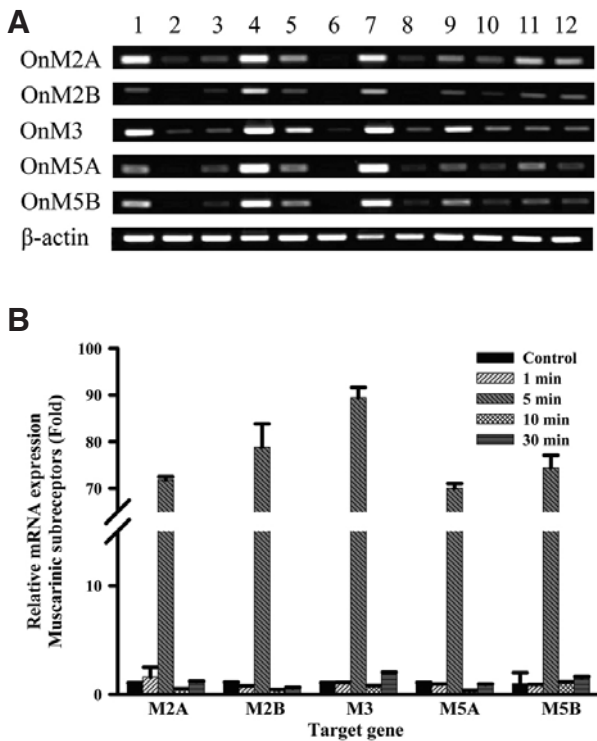 A
1 2 3 4 5 6 7 8 9 10 11 12
OnM2A
OnM2B
OnM3
OnM5A
OnM5B
β-actin
B
Relative mRNA expression
Muscarinic subreceptors (Fold)
100
90
80
70
10
0
Control
1 min
5 min
10 min
30 min
M2A M2B M3 M5A M5B
Target gene